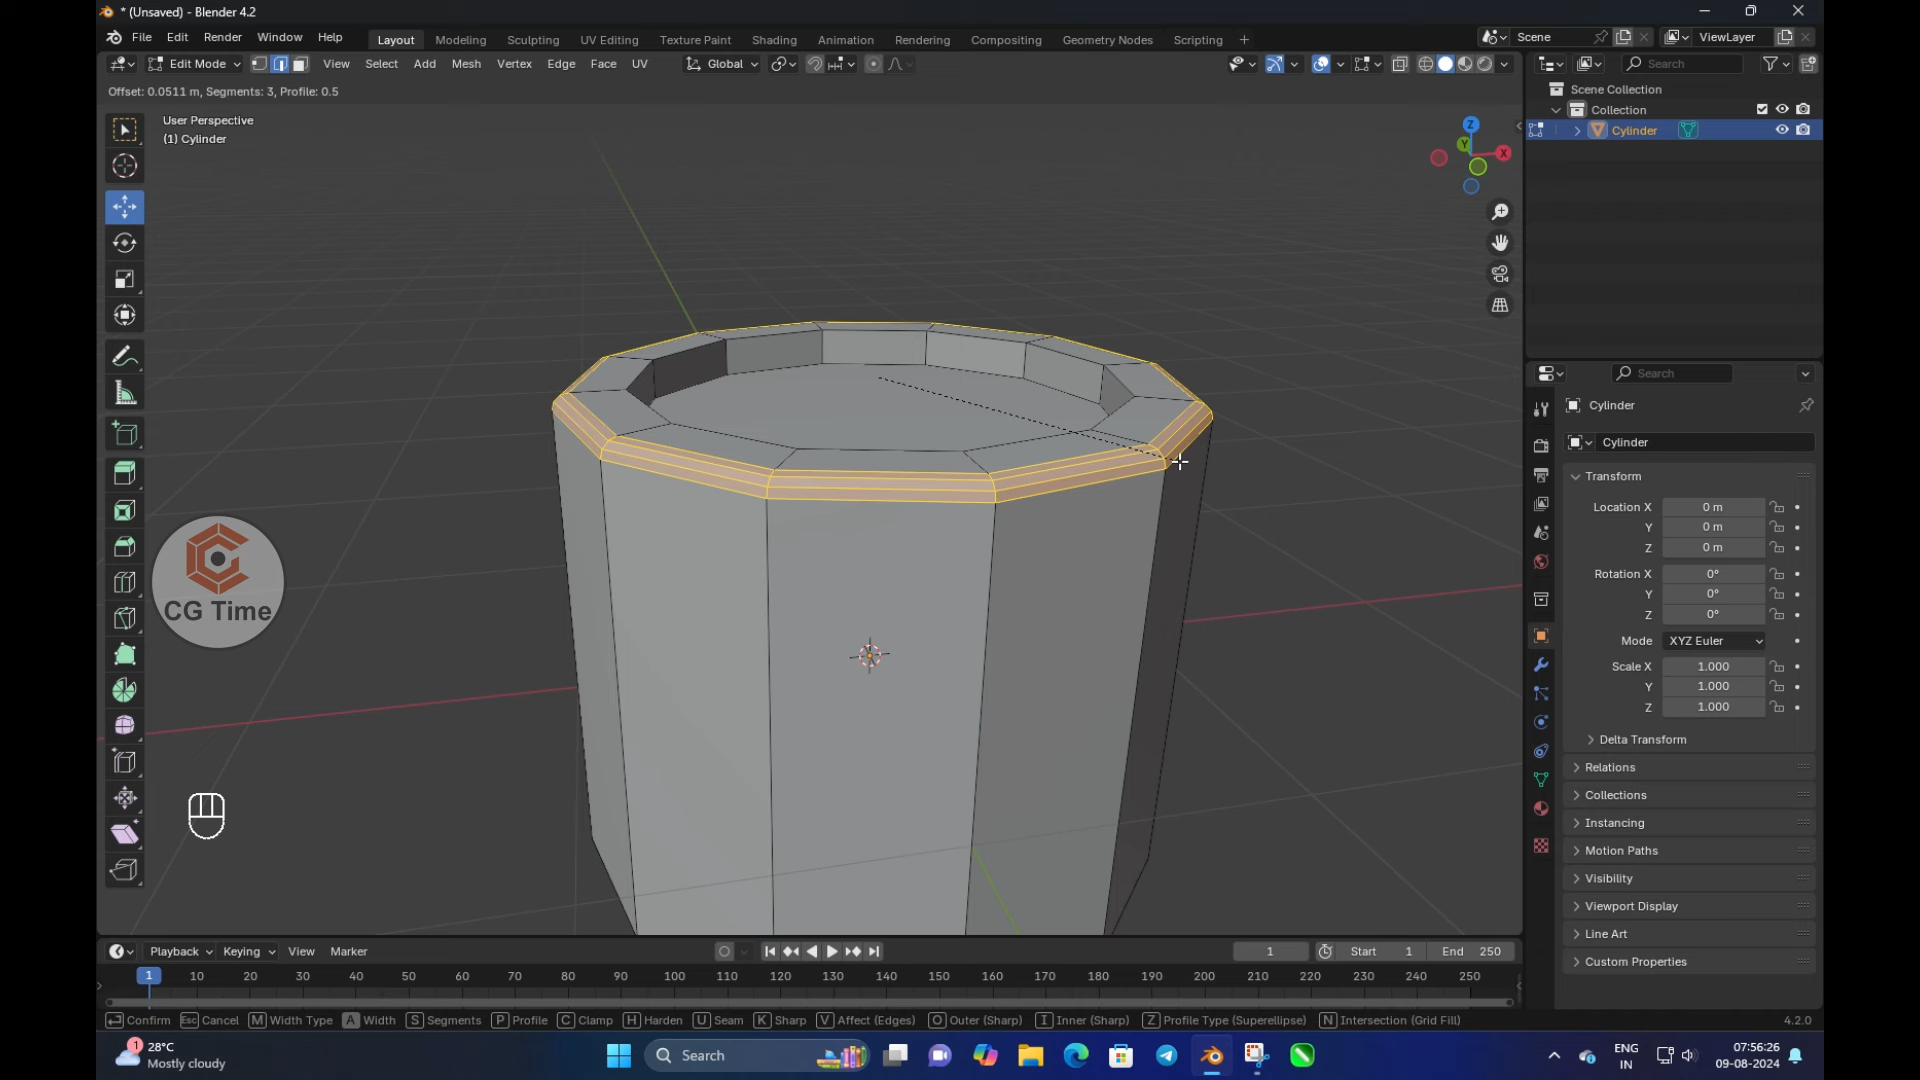 * (Unsaved) - Blender 4.2
File Edit Render Window Help Layout Modeling Sculpting UV Editing Texture Paint Shading Animation Rendering Compositing Geometry Nodes Scripting + Scene ViewLayer
Edit Mode View Select Add Mesh Vertex Edge Face UV Global Search
Offset: 0.0511 m, Segments: 3, Profile: 0.5
Scene Collection
Collection
Cylinder
User Perspective
(1) Cylinder
Z
Y
X
Search
Cylinder
Cylinder
Transform
Location X 0 m
Y 0 m
Z 0 m
Rotation X 0°
Y 0°
Z 0°
Mode XYZ Euler
Scale X 1.000
Y 1.000
Z 1.000
Delta Transform
Relations
Collections
Instancing
Motion Paths
Visibility
Viewport Display
Line Art
Custom Properties
CG Time
Playback Keying View Marker 1 Start 1 End 250
1 10 20 30 40 50 60 70 80 90 100 110 120 130 140 150 160 170 180 190 200 210 220 230 240 250
Confirm Esc Cancel M Width Type A Width S Segments P Profile C Clamp H Harden U Seam K Sharp V Affect (Edges) O Outer (Sharp) I Inner (Sharp) Z Profile Type (Superellipse) N Intersection (Grid Fill) 4.2.0
1 28°C
Mostly cloudy
Search
ENG
IN
07:56:26
09-08-2024